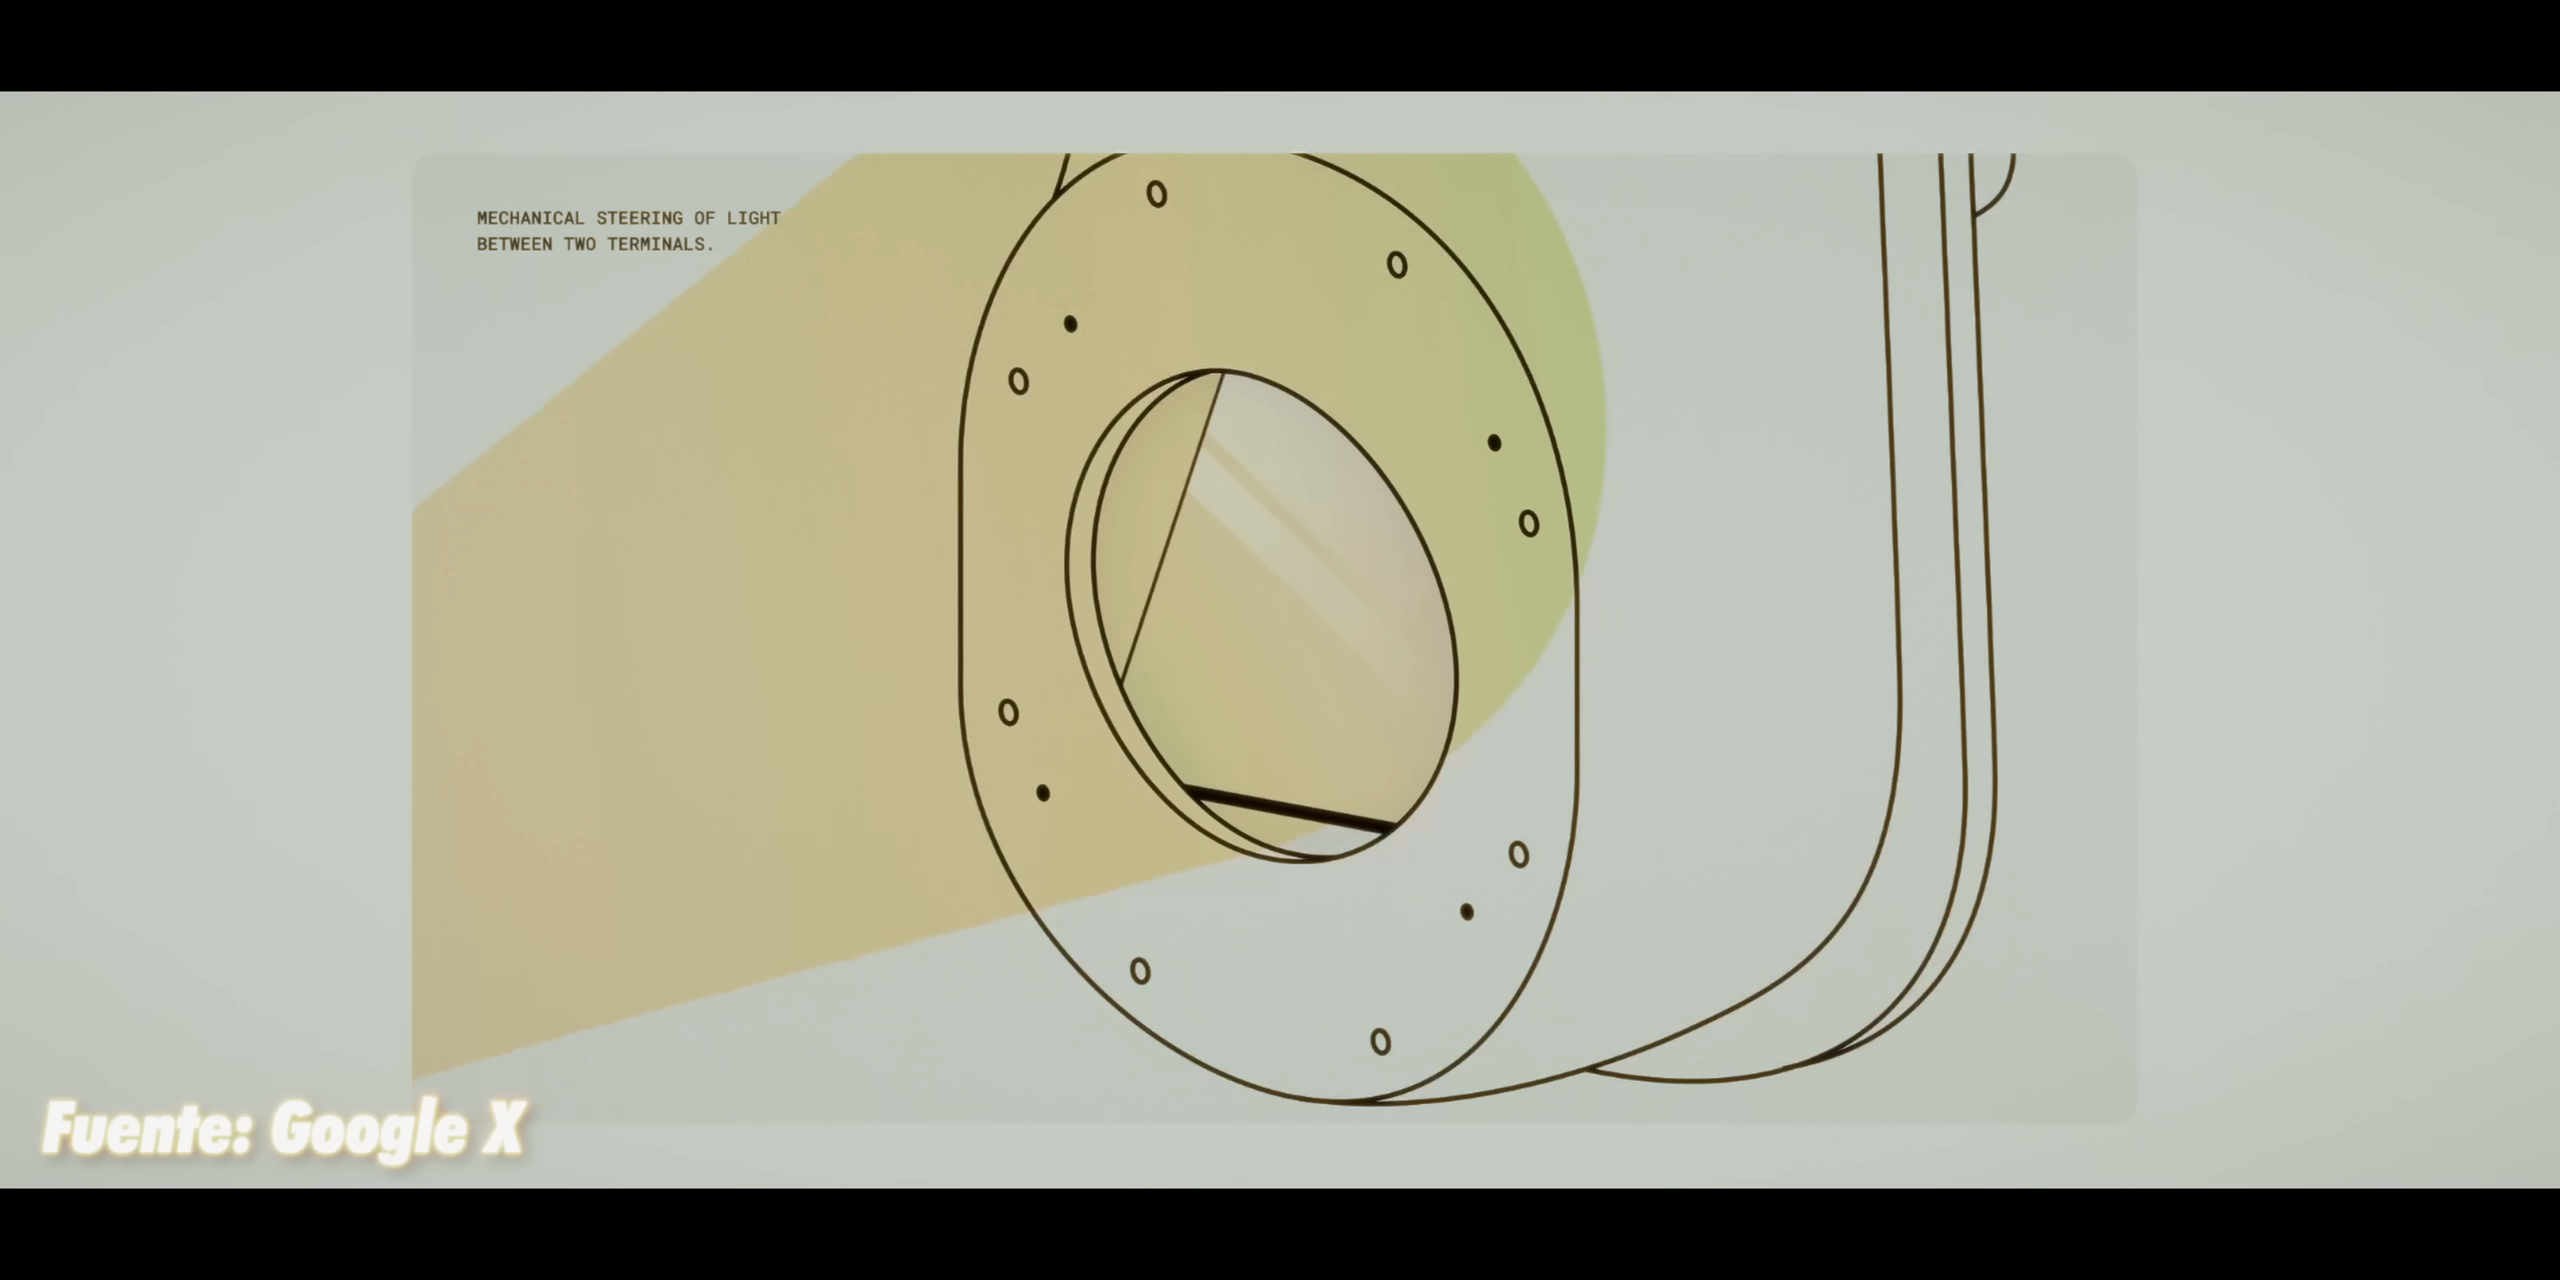 MECHANICAL STEERING OF LIGHT
BETWEEN TWO TERMINALS.
Fuente: Google X